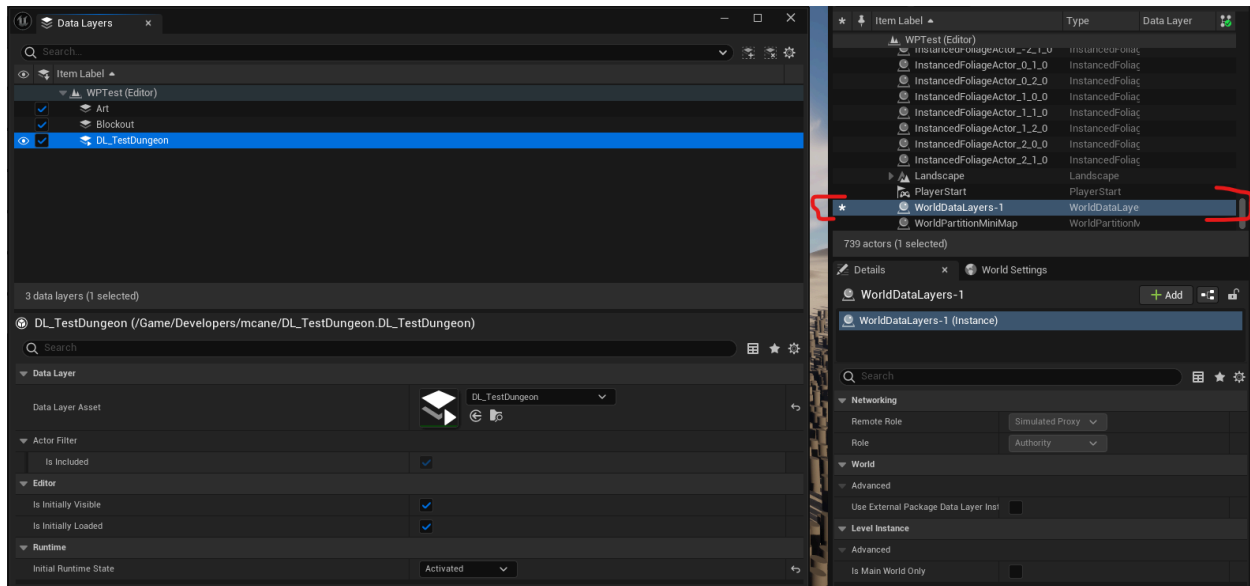 Data Layers
Search...
Item Label
WPTest (Editor)
Art
Blockout
DL_TestDungeon
3 data layers (1 selected)
DL_TestDungeon (/Game/Developers/mcane/DL_TestDungeon.DL_TestDungeon)
Search
Data Layer
Data Layer Asset
DL_TestDungeon
Actor Filter
Is Included
Editor
Is Initially Visible
Is Initially Loaded
Runtime
Initial Runtime State
Activated
Item Label Type Data Layer
WPTest (Editor)
InstancedFoliageActor_-2_1_0 InstancedFoliag
InstancedFoliageActor_0_1_0 InstancedFoliag
InstancedFoliageActor_0_2_0 InstancedFoliag
InstancedFoliageActor_1_0_0 InstancedFoliag
InstancedFoliageActor_1_1_0 InstancedFoliag
InstancedFoliageActor_1_2_0 InstancedFoliag
InstancedFoliageActor_2_0_0 InstancedFoliag
InstancedFoliageActor_2_1_0 InstancedFoliag
Landscape Landscape
PlayerStart PlayerStart
WorldDataLayers-1 WorldDataLaye
WorldPartitionMiniMap WorldPartitionM
739 actors (1 selected)
Details World Settings
WorldDataLayers-1 Add
WorldDataLayers-1 (Instance)
Search
Networking
Remote Role Simulated Proxy
Role Authority
World
Advanced
Use External Package Data Layer Inst
Level Instance
Advanced
Is Main World Only